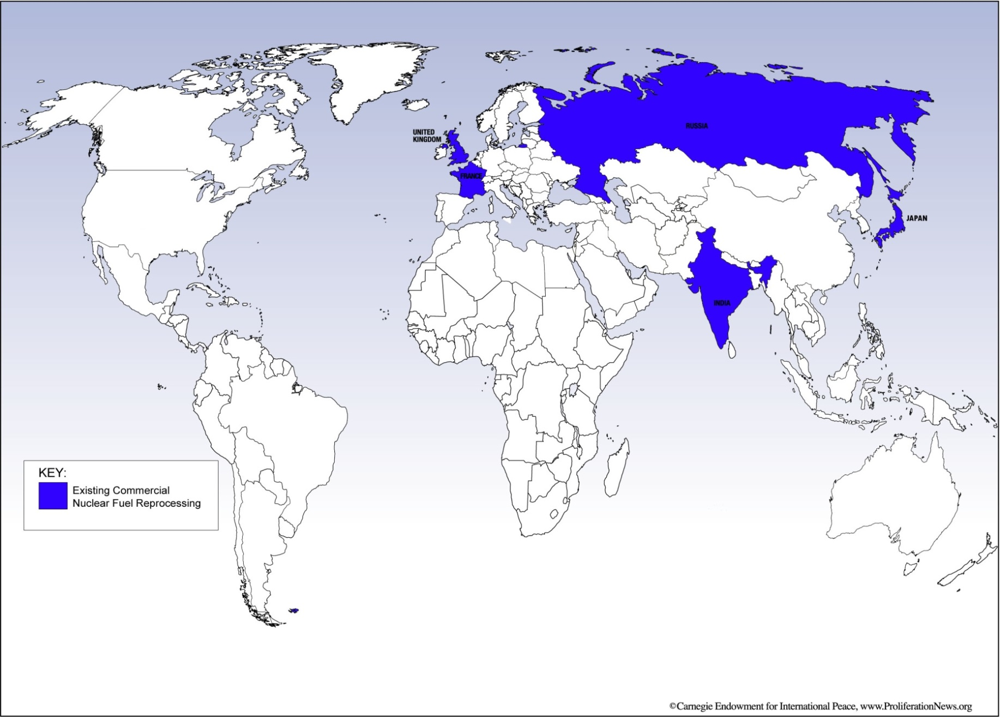 RUSSIA
UNITED
KINGDOM
FRANCE
JAPAN
INDIA
KEY:
Existing Commercial
Nuclear Fuel Reprocessing
©Carnegie Endowment for International Peace, www.ProliferationNews.org